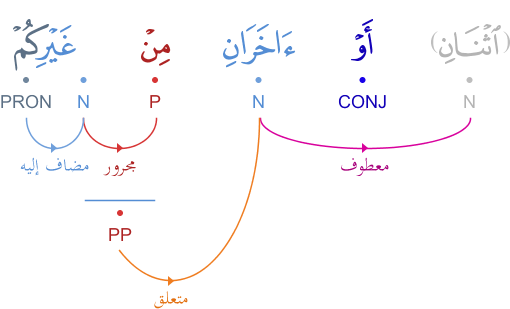 (ٱثْنَانِ) أَوْ ءَاخَرَانِ مِنْ غَيْرِكُمْ
N CONJ N P N PRON
معطوف مجرور مضاف إليه
PP
متعلق